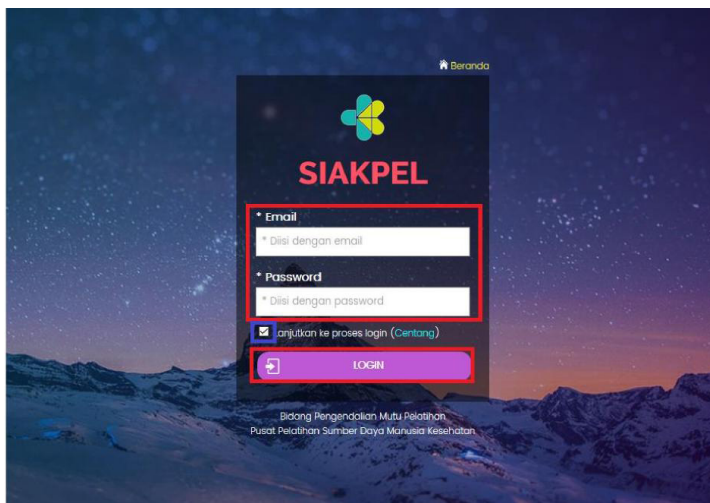 Beranda
SIAKPEL
* Email
* Diisi dengan email
* Password
* Diisi dengan password
anjutkan ke proses login (Centang)
LOGIN
Bidang Pengendalian Mutu Pelatihan
Pusat Pelatihan Sumber Daya Manusia Kesehatan